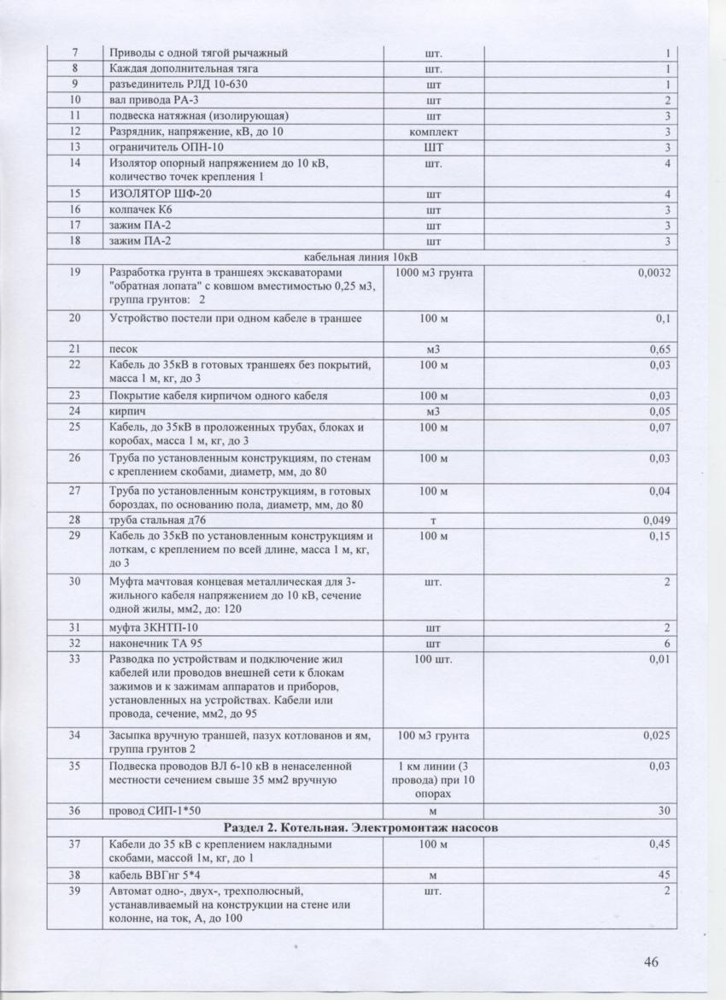 7 Приводы с одной тягой рычажный шт. 1
8 Каждая дополнительная тяга шт. 1
9 разъединитель РЛД 10-630 шт 1
10 вал привода РА-3 шт 2
11 подвеска натяжная (изолирующая) шт 3
12 Разрядник, напряжение, кВ, до 10 комплект 3
13 ограничитель ОПН-10 ШТ 3
14 Изолятор опорный напряжением до 10 кВ, шт. 4
количество точек крепления 1
15 ИЗОЛЯТОР ШФ-20 шт 4
16 колпачек К6 шт 3
17 зажим ПА-2 шт 3
18 зажим ПА-2 шт 3
кабельная линия 10кВ
19 Разработка грунта в траншеях экскаваторами 1000 м3 грунта 0,0032
"обратная лопата" с ковшом вместимостью 0,25 м3,
группа грунтов: 2
20 Устройство постели при одном кабеле в траншее 100 м 0,1
21 песок м3 0,65
22 Кабель до 35кВ в готовых траншеях без покрытий, 100 м 0,03
масса 1 м, кг, до 3
23 Покрытие кабеля кирпичом одного кабеля 100 м 0,03
24 кирпич м3 0,05
25 Кабель, до 35кВ в проложенных трубах, блоках и 100 м 0,07
коробах, масса 1 м, кг, до 3
26 Труба по установленным конструкциям, по стенам 100 м 0,03
с креплением скобами, диаметр, мм, до 80
27 Труба по установленным конструкциям, в готовых 100 м 0,04
бороздах, по основанию пола, диаметр, мм, до 80
28 труба стальная д76 т 0,049
29 Кабель до 35кВ по установленным конструкциям и 100 м 0,15
лоткам, с креплением по всей длине, масса 1 м, кг,
до 3
30 Муфта мачтовая концевая металлическая для 3- шт. 2
жильного кабеля напряжением до 10 кВ, сечение
одной жилы, мм2, до: 120
31 муфта 3КНТП-10 шт 2
32 наконечник ТА 95 шт 6
33 Разводка по устройствам и подключение жил 100 шт. 0,01
кабелей или проводов внешней сети к блокам
зажимов и к зажимам аппаратов и приборов,
установленных на устройствах. Кабели или
провода, сечение, мм2, до 95
34 Засыпка вручную траншей, пазух котлованов и ям, 100 м3 грунта 0,025
группа грунтов 2
35 Подвеска проводов ВЛ 6-10 кВ в ненаселенной 1 км линии (3 0,03
местности сечением свыше 35 мм2 вручную провода) при 10
опорах
36 провод СИП-1*50 м 30
Раздел 2. Котельная. Электромонтаж насосов
37 Кабели до 35 кВ с креплением накладными 100 м 0,45
скобами, массой 1м, кг, до 1
38 кабель ВВГнг 5*4 м 45
39 Автомат одно-, двух-, трехполюсный, шт. 2
устанавливаемый на конструкции на стене или
колонне, на ток, А, до 100
46